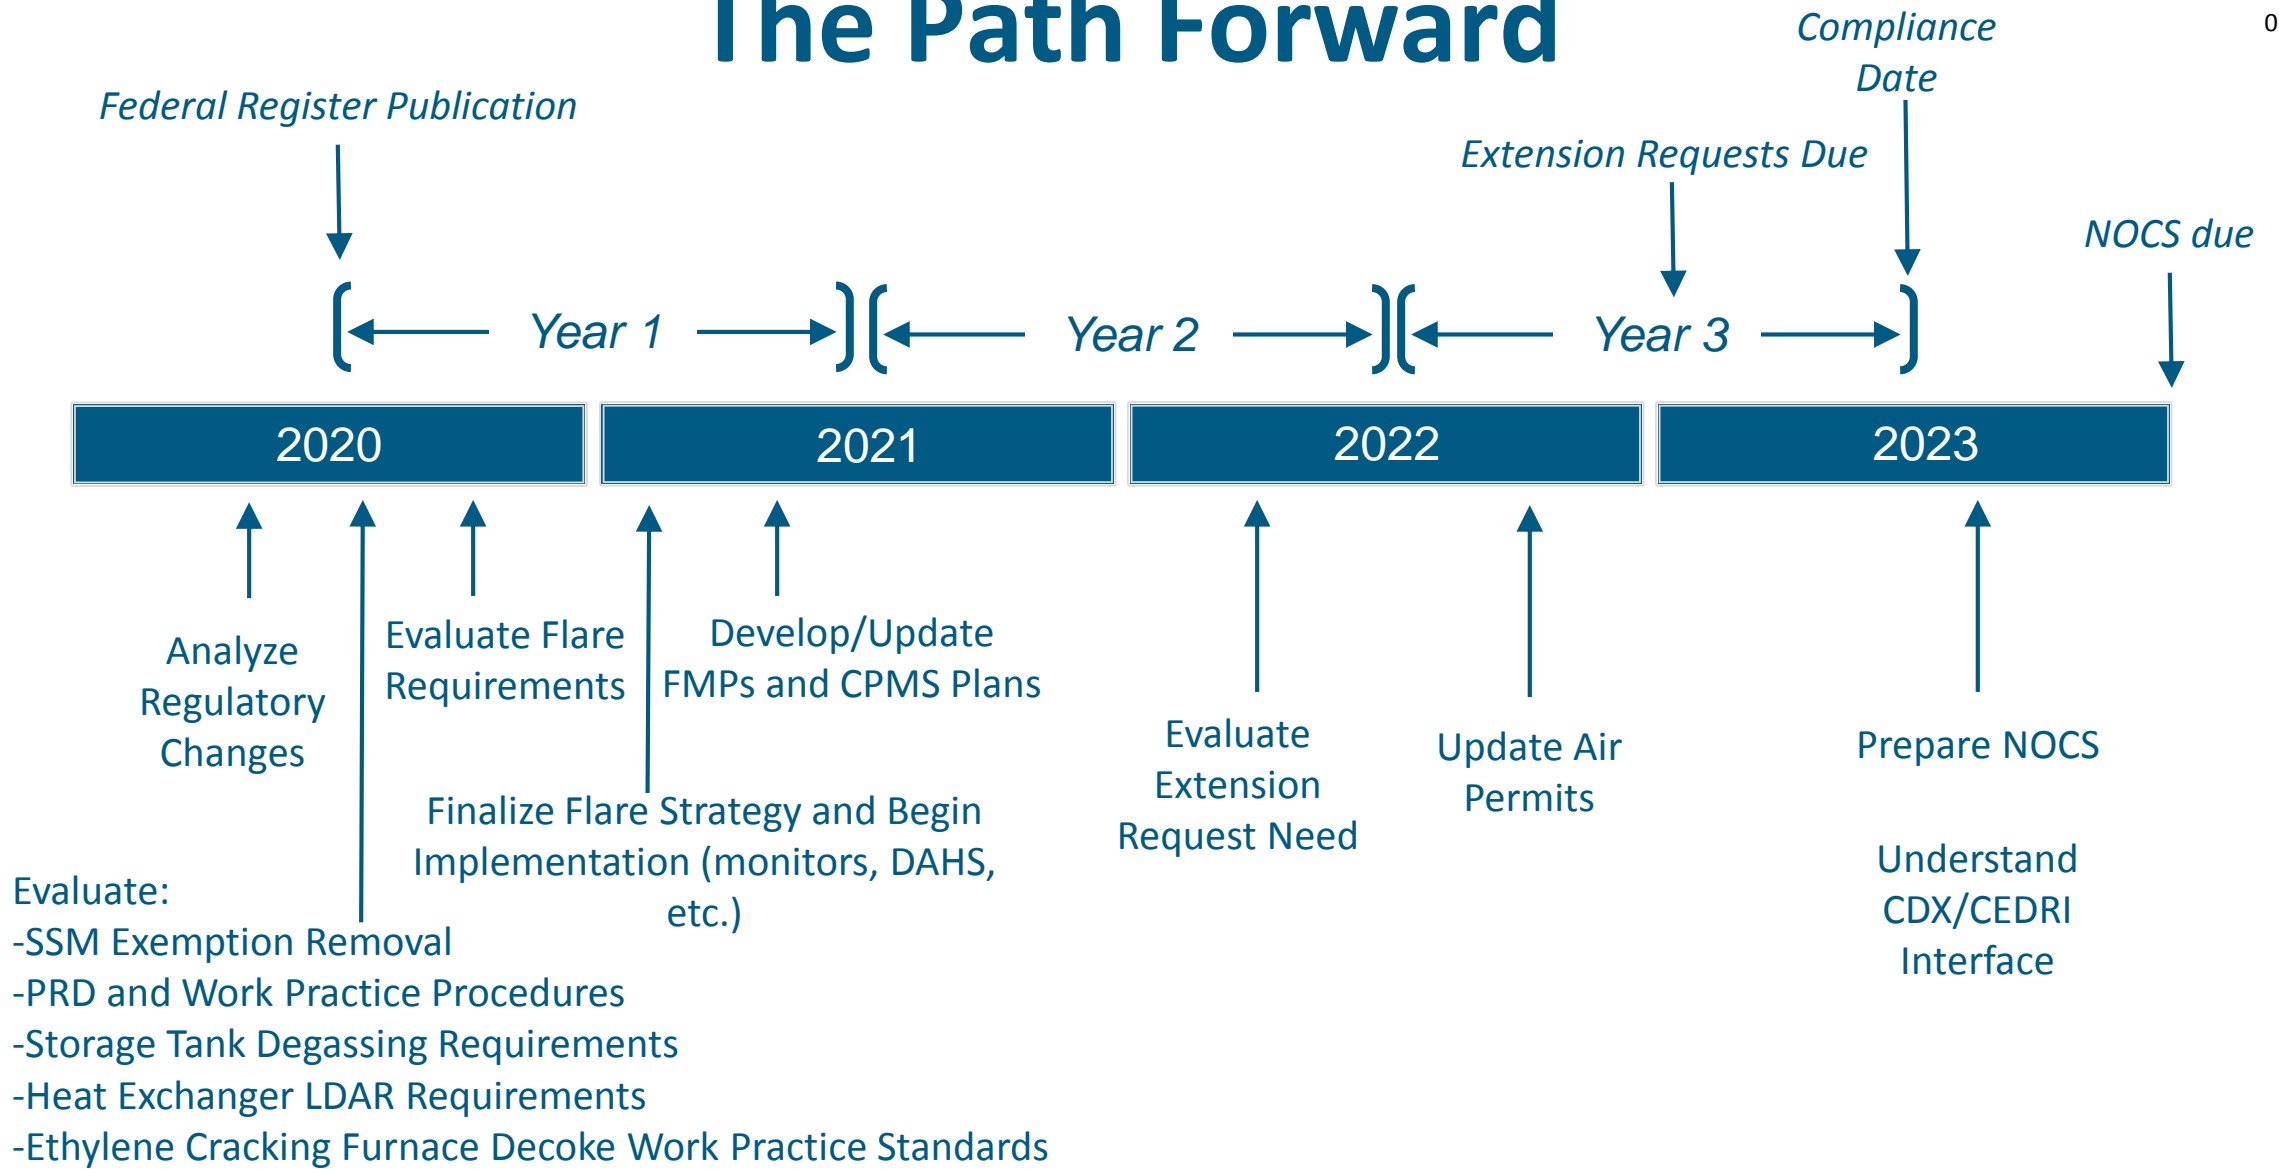 The Path Forward
0
Compliance
Date
Federal Register Publication
Extension Requests Due
NOCS due
Year 1
Year 2
Year 3
2020
2021
2022
2023
Analyze
Regulatory
Changes
Evaluate Flare
Requirements
Develop/Update
FMPs and CPMS Plans
Evaluate
Extension
Request Need
Update Air
Permits
Prepare NOCS
Understand
CDX/CEDRI
Interface
Finalize Flare Strategy and Begin
Implementation (monitors, DAHS,
etc.)
Evaluate:
-SSM Exemption Removal
-PRD and Work Practice Procedures
-Storage Tank Degassing Requirements
-Heat Exchanger LDAR Requirements
-Ethylene Cracking Furnace Decoke Work Practice Standards